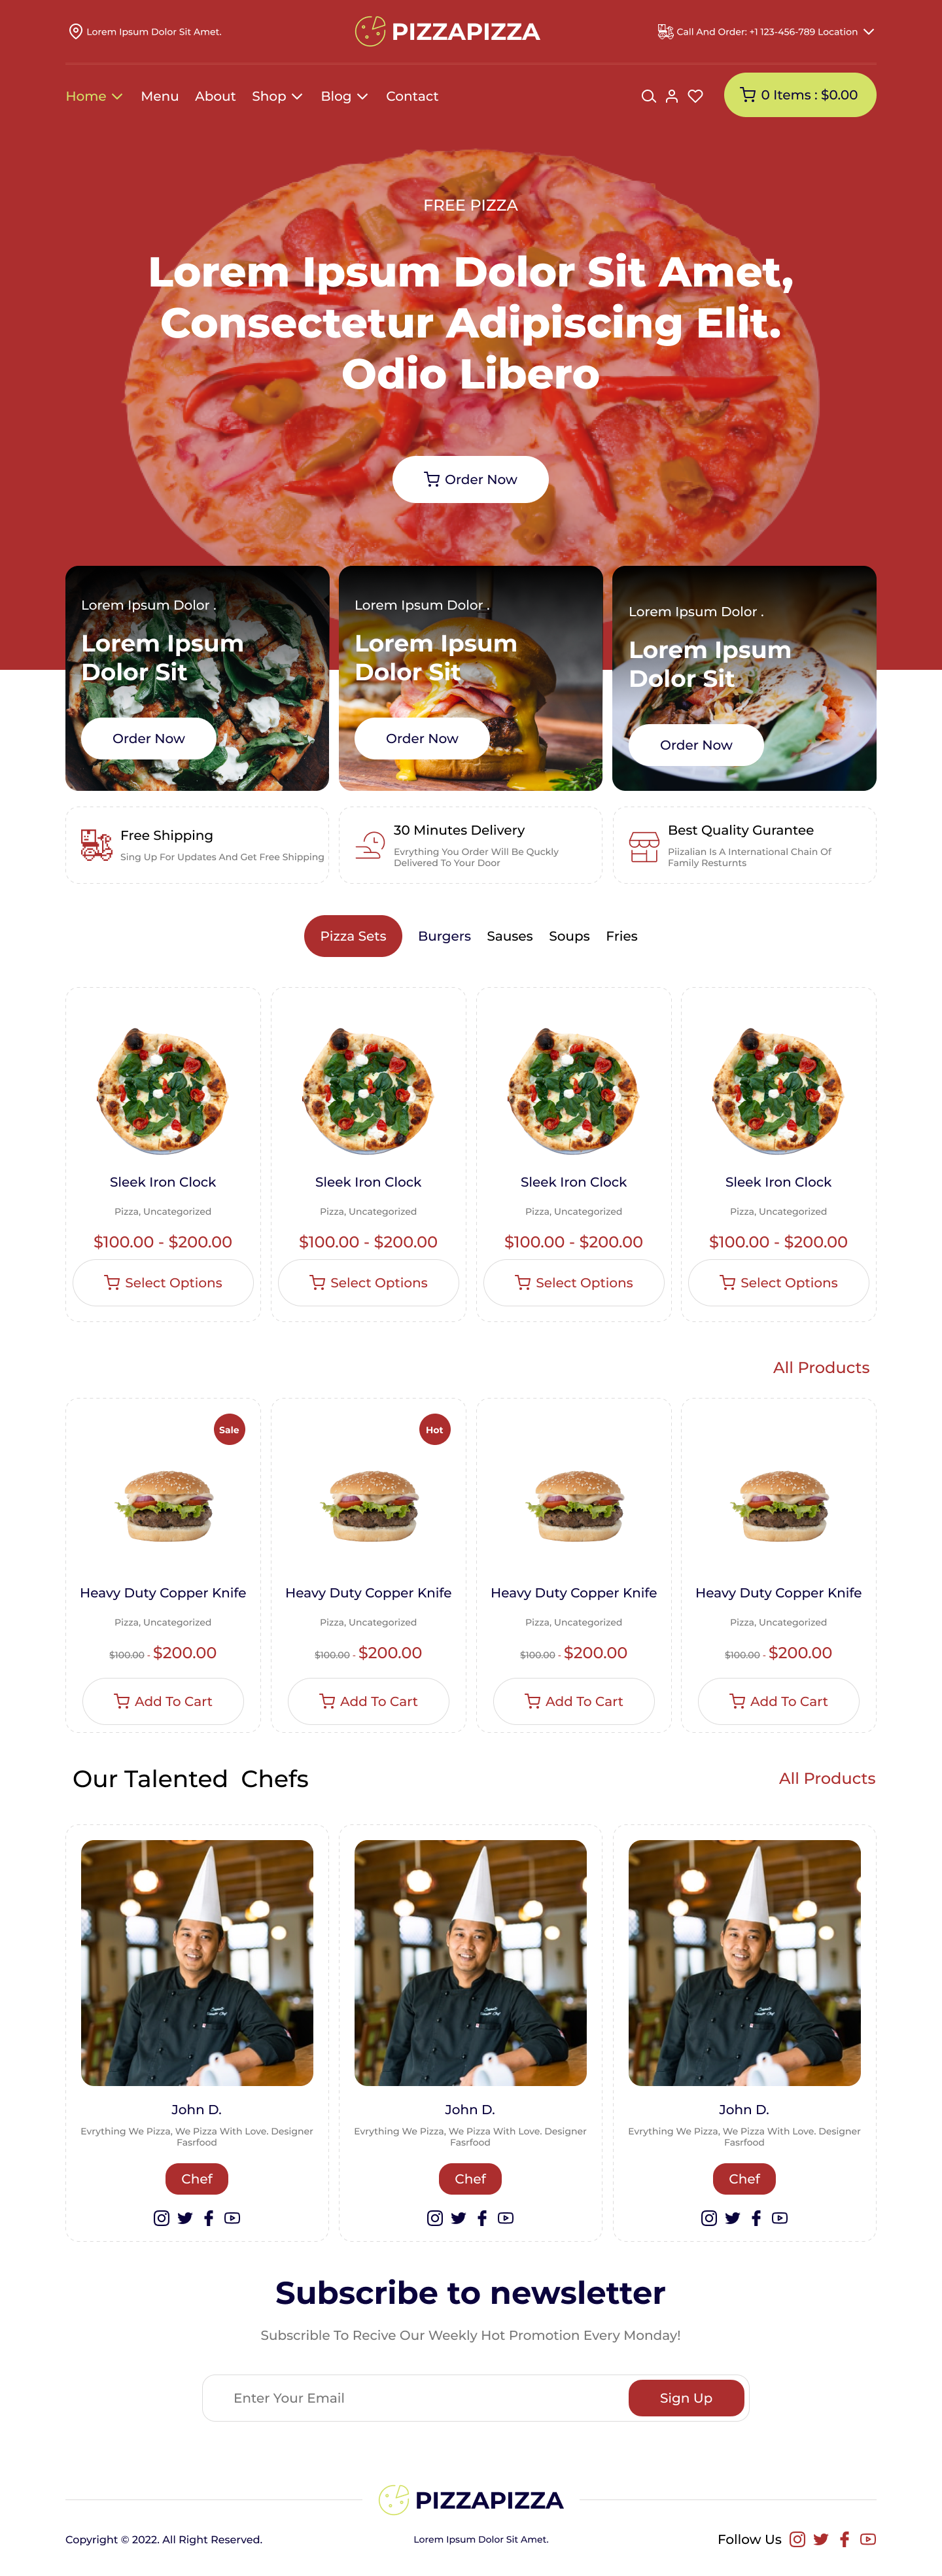 Lorem Ipsum Dolor Sit Amet.
PIZZAPIZZA
Call And Order: +1 123-456-789 Location
Home
Menu
About
Shop
Blog
Contact
0 Items : $0.00
FREE PIZZA
Lorem Ipsum Dolor Sit Amet,
Consectetur Adipiscing Elit.
Odio Libero
Order Now
Lorem Ipsum Dolor .
Lorem Ipsum
Dolor Sit
Order Now
Lorem Ipsum Dolor .
Lorem Ipsum
Dolor Sit
Order Now
Lorem Ipsum Dolor .
Lorem Ipsum
Dolor Sit
Order Now
Free Shipping
Sing Up For Updates And Get Free Shipping
30 Minutes Delivery
Evrything You Order Will Be Quckly
Delivered To Your Door
Best Quality Gurantee
Piizalian Is A International Chain Of
Family Resturnts
Pizza Sets
Burgers
Sauses
Soups
Fries
Sleek Iron Clock
Pizza, Uncategorized
$100.00 - $200.00
Select Options
Sleek Iron Clock
Pizza, Uncategorized
$100.00 - $200.00
Select Options
Sleek Iron Clock
Pizza, Uncategorized
$100.00 - $200.00
Select Options
Sleek Iron Clock
Pizza, Uncategorized
$100.00 - $200.00
Select Options
All Products
Sale
Heavy Duty Copper Knife
Pizza, Uncategorized
$100.00 - $200.00
Add To Cart
Hot
Heavy Duty Copper Knife
Pizza, Uncategorized
$100.00 - $200.00
Add To Cart
Heavy Duty Copper Knife
Pizza, Uncategorized
$100.00 - $200.00
Add To Cart
Heavy Duty Copper Knife
Pizza, Uncategorized
$100.00 - $200.00
Add To Cart
Our Talented Chefs
All Products
John D.
Evrything We Pizza, We Pizza With Love. Designer
Fasrfood
Chef
John D.
Evrything We Pizza, We Pizza With Love. Designer
Fasrfood
Chef
John D.
Evrything We Pizza, We Pizza With Love. Designer
Fasrfood
Chef
Subscribe to newsletter
Subscrible To Recive Our Weekly Hot Promotion Every Monday!
Enter Your Email
Sign Up
PIZZAPIZZA
Copyright © 2022. All Right Reserved.
Lorem Ipsum Dolor Sit Amet.
Follow Us